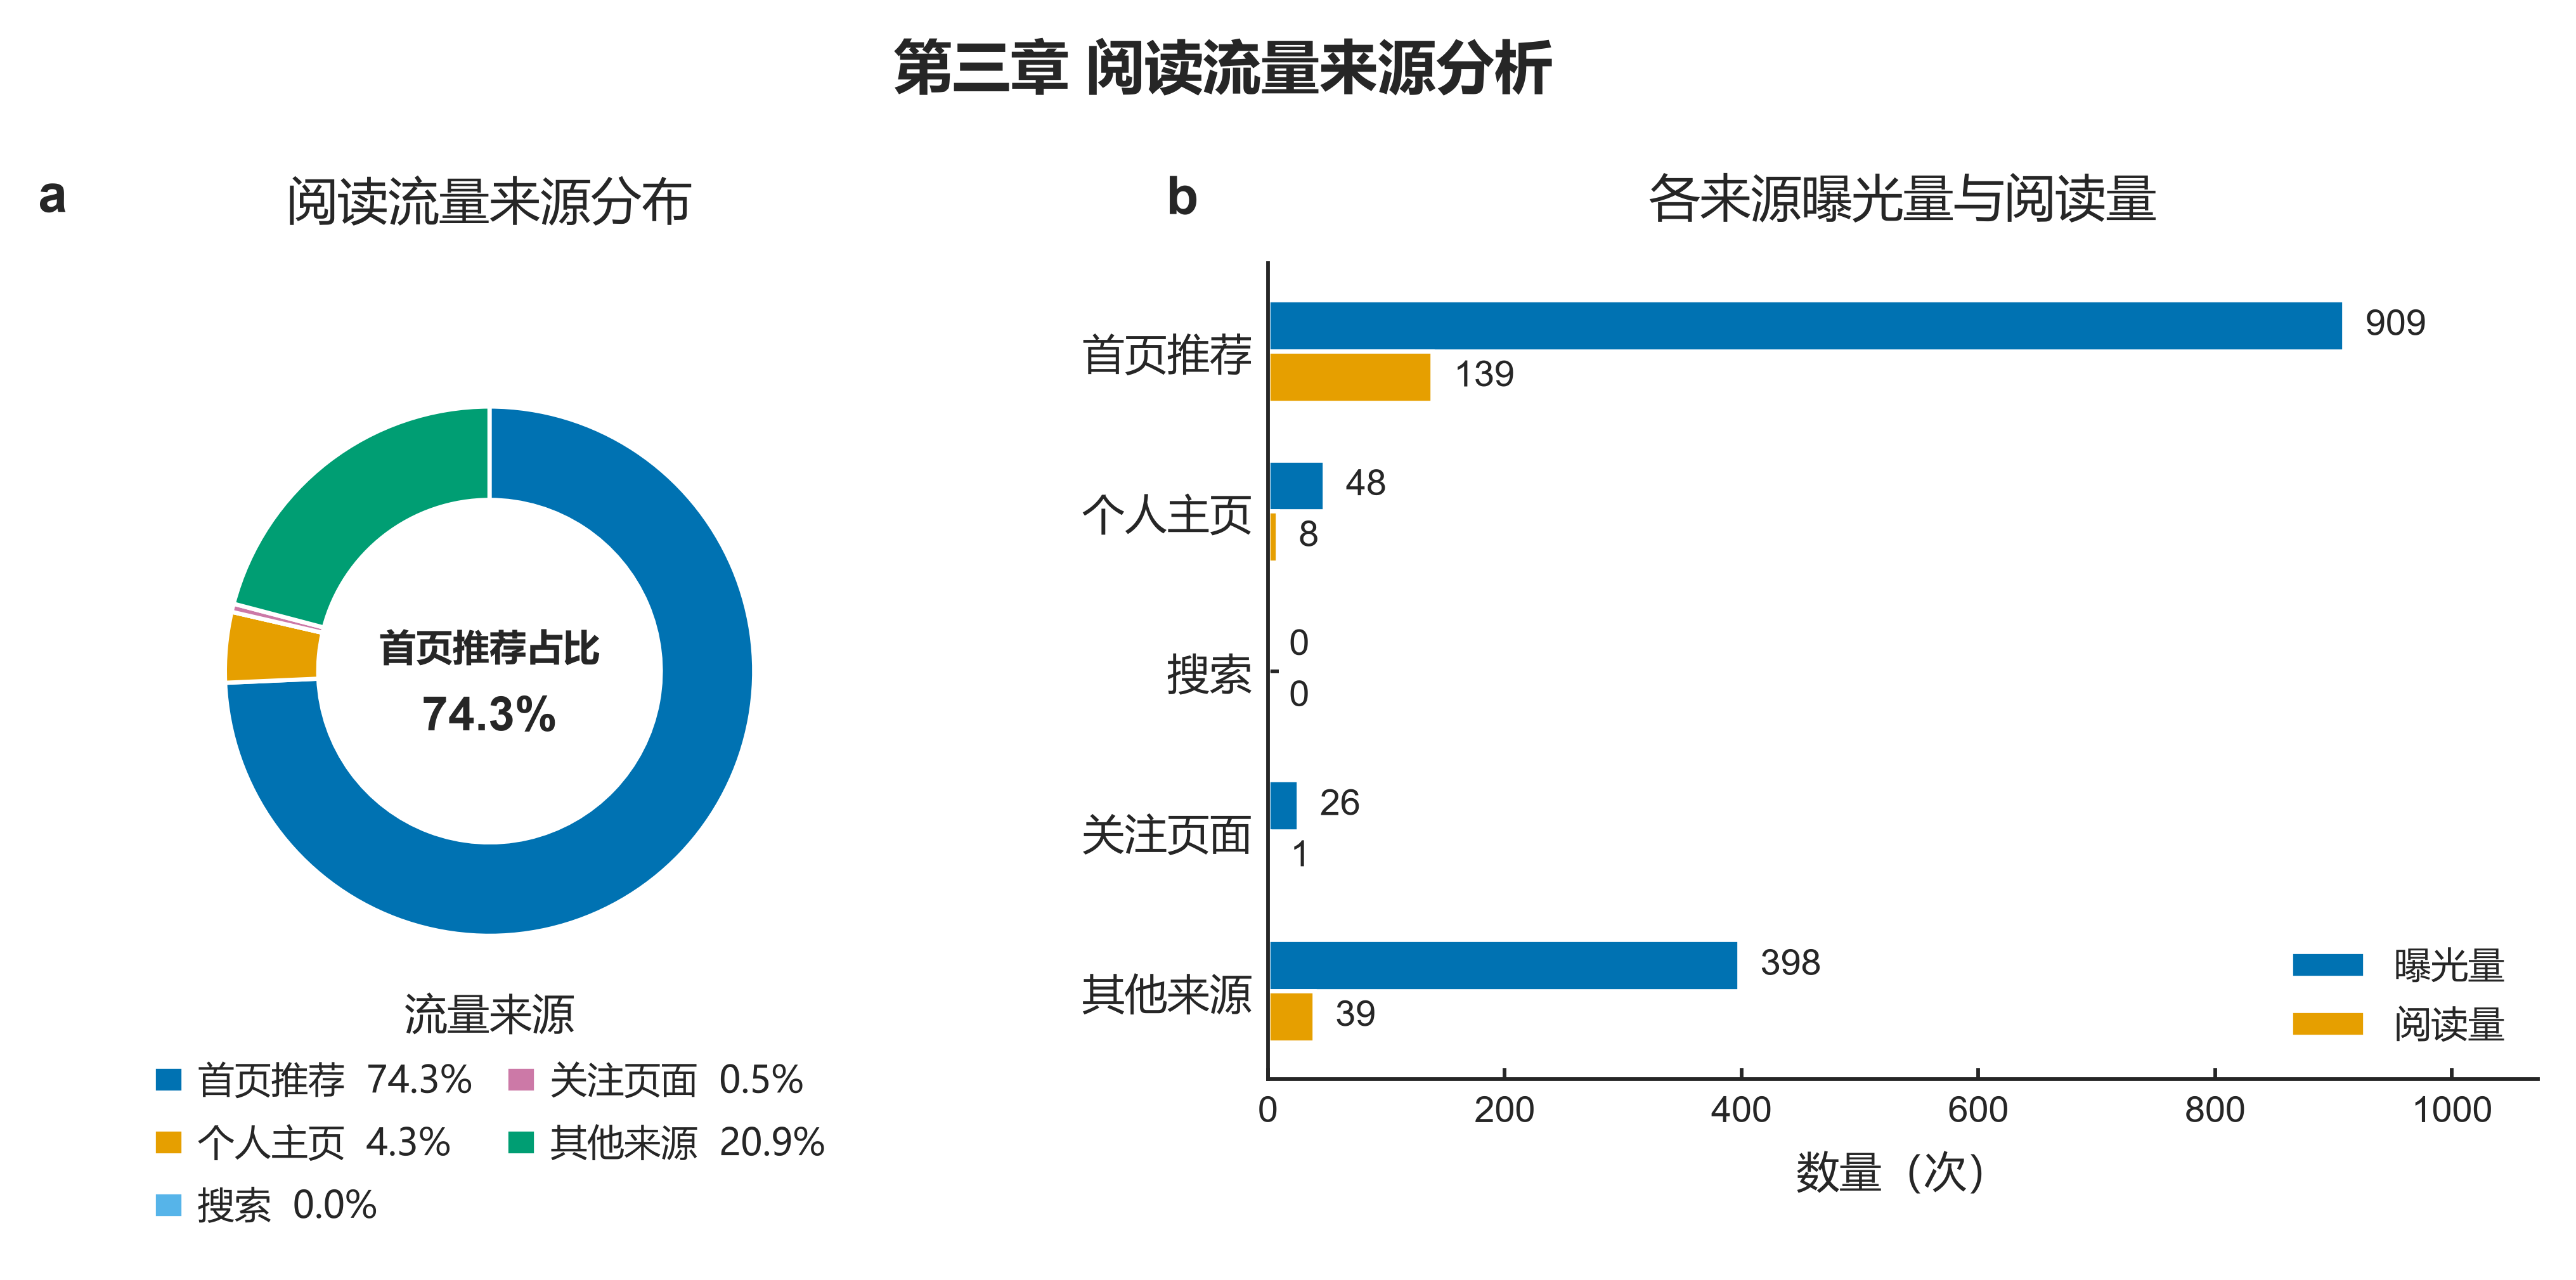 第三章 阅读流量来源分析
a
阅读流量来源分布
首页推荐占比
74.3%
流量来源
首页推荐 74.3%
个人主页 4.3%
搜索 0.0%
关注页面 0.5%
其他来源 20.9%
b
各来源曝光量与阅读量
首页推荐
909
139
个人主页
48
8
搜索
0
0
关注页面
26
1
其他来源
398
39
曝光量
阅读量
0 200 400 600 800 1000
数量（次）